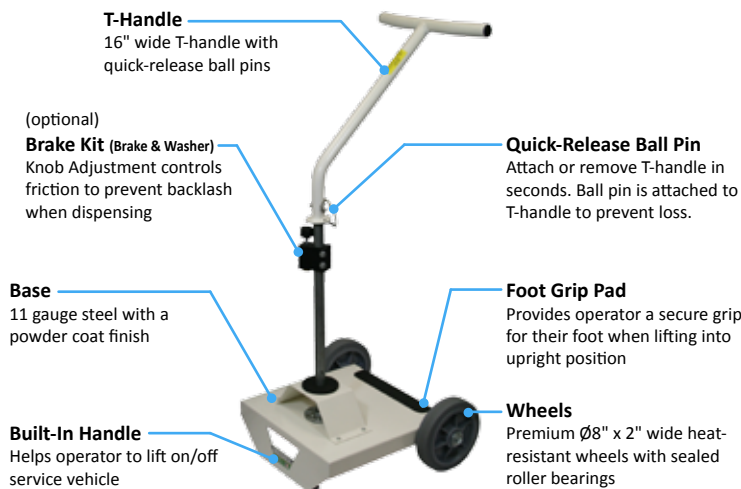 T-Handle
16" wide T-handle with
quick-release ball pins
(optional)
Brake Kit (Brake & Washer)
Knob Adjustment controls
friction to prevent backlash
when dispensing
Quick-Release Ball Pin
Attach or remove T-handle in
seconds. Ball pin is attached to
T-handle to prevent loss.
Base
11 gauge steel with a
powder coat finish
Foot Grip Pad
Provides operator a secure grip
for their foot when lifting into
upright position
Built-In Handle
Helps operator to lift on/off
service vehicle
Wheels
Premium Ø8" x 2" wide heat-
resistant wheels with sealed
roller bearings